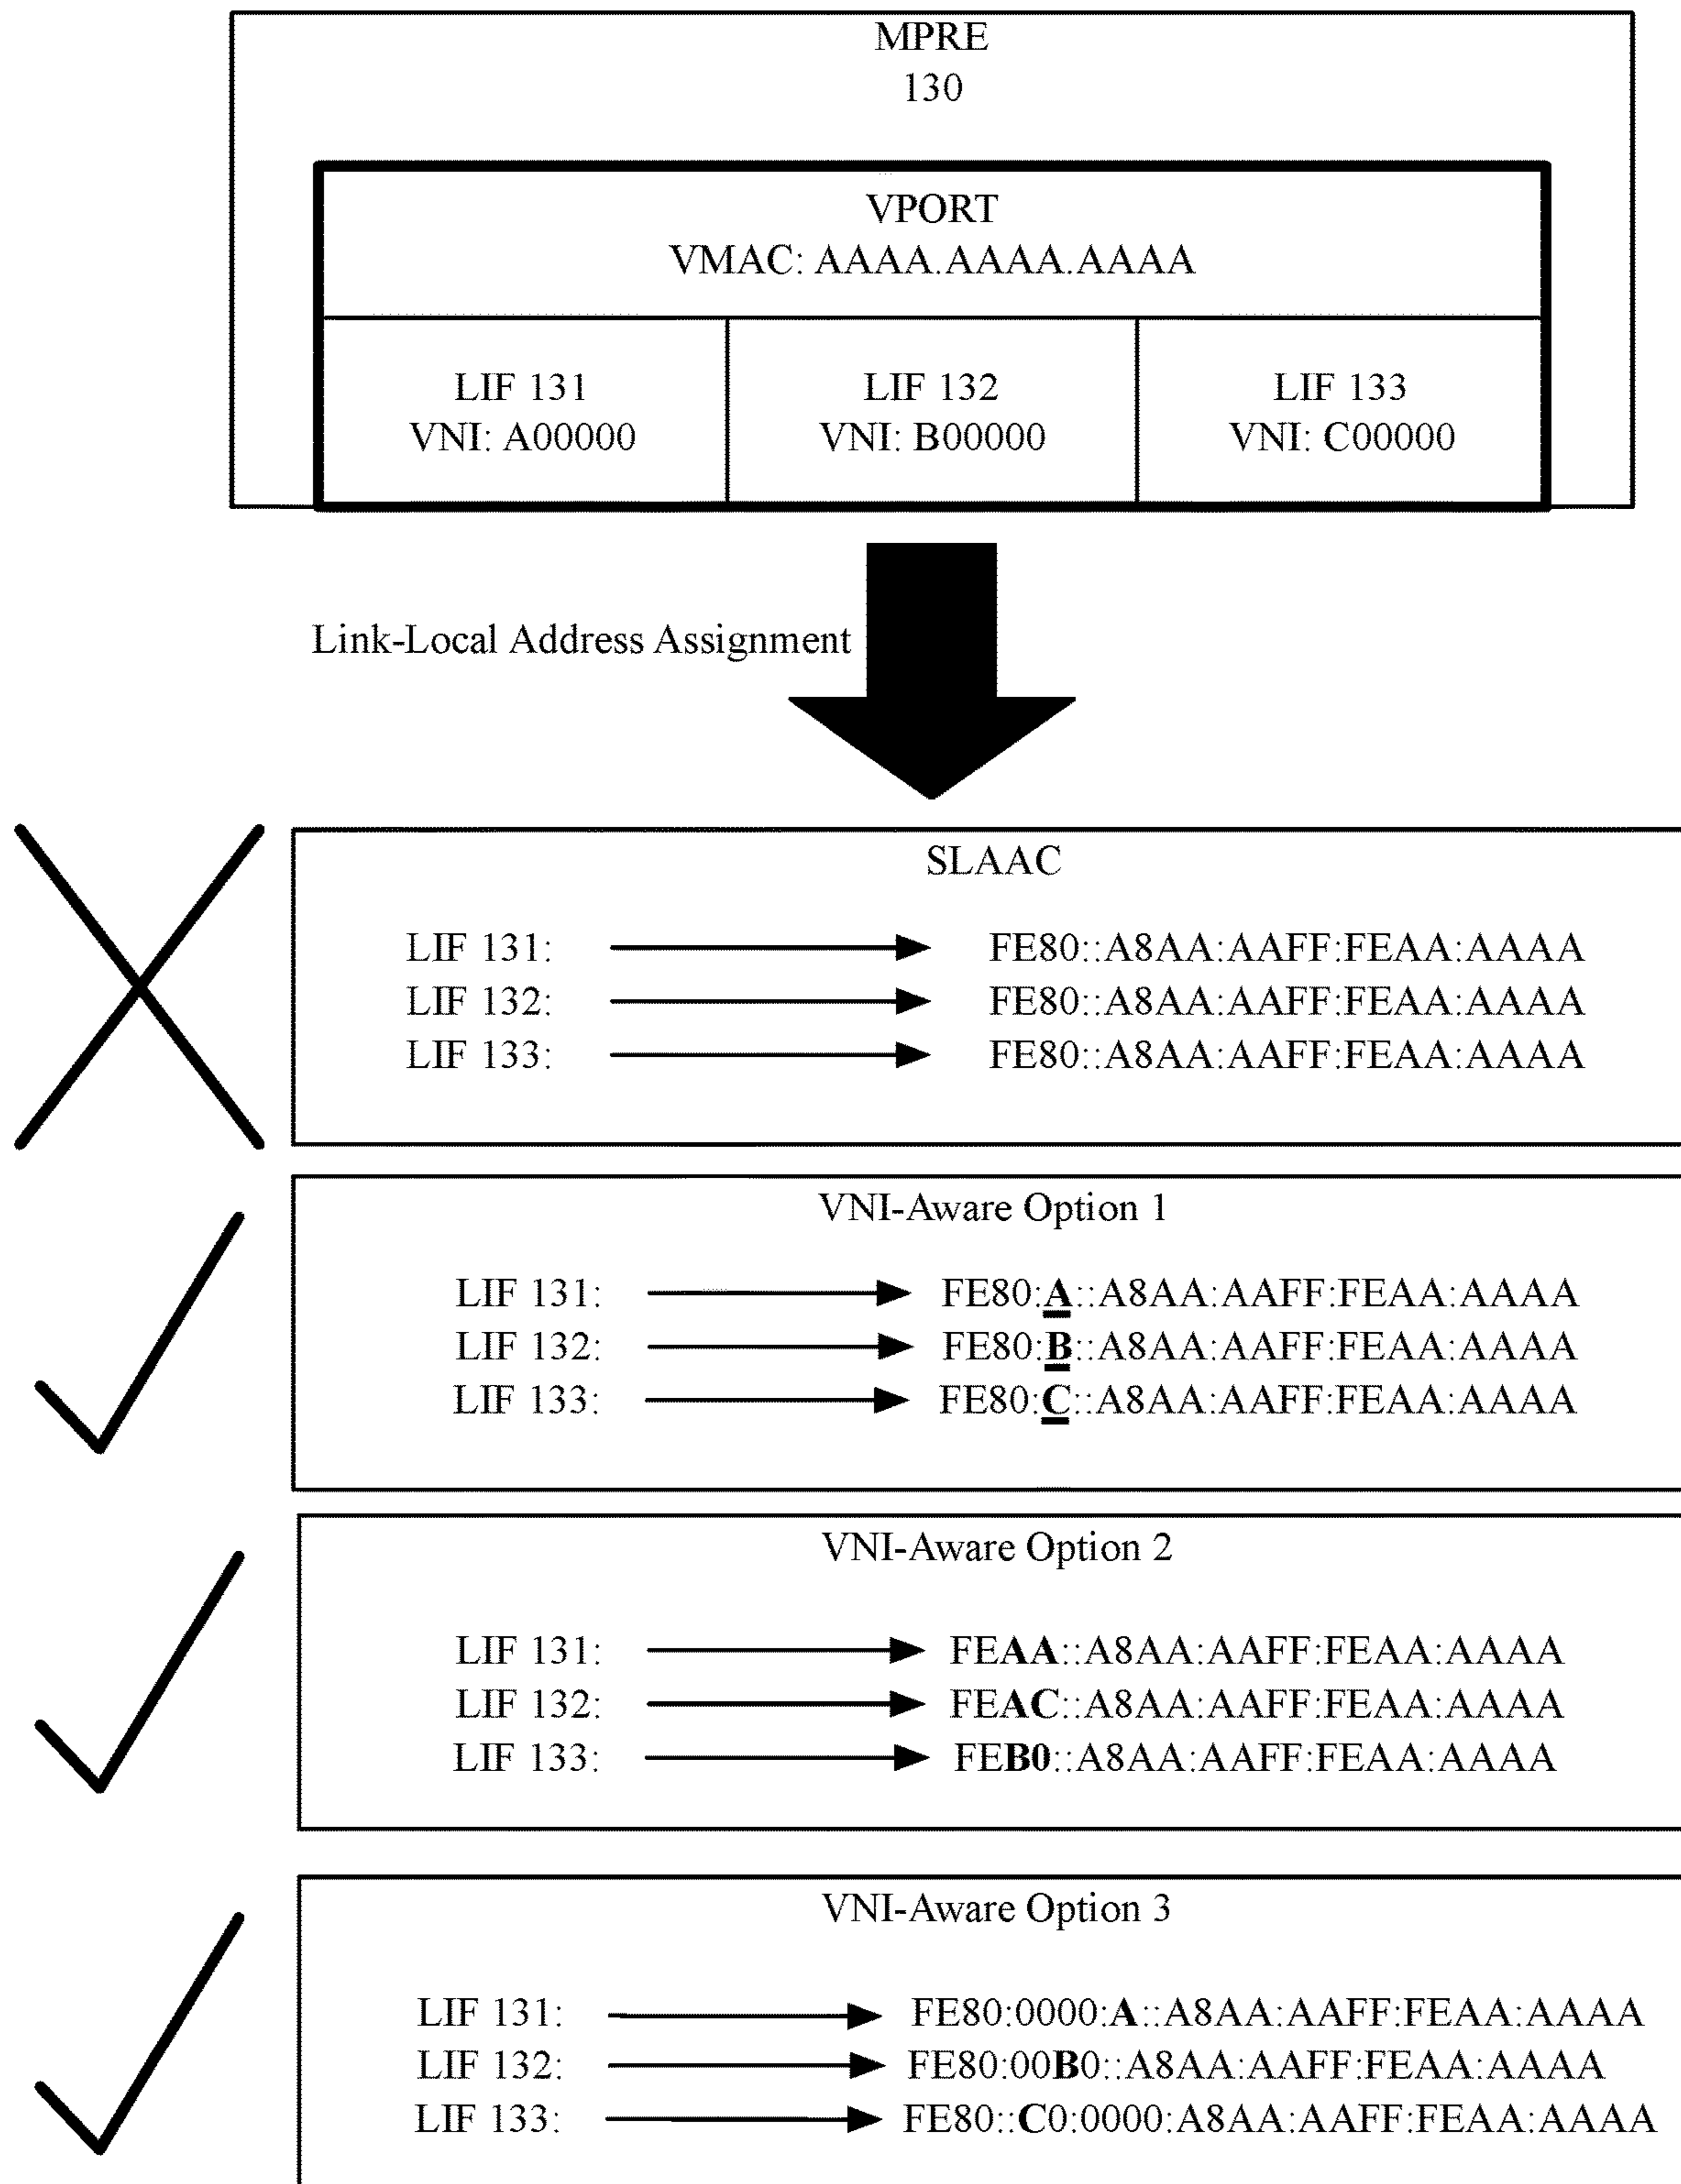 MPRE
130
VPORT
VMAC: AAAA.AAAA.AAAA
LIF 131
VNI: A00000
LIF 132
VNI: B00000
LIF 133
VNI: C00000
Link-Local Address Assignment
SLAAC
LIF 131: FE80::A8AA:AAFF:FEAA:AAAA
LIF 132: FE80::A8AA:AAFF:FEAA:AAAA
LIF 133: FE80::A8AA:AAFF:FEAA:AAAA
VNI-Aware Option 1
LIF 131: FE80:A::A8AA:AAFF:FEAA:AAAA
LIF 132: FE80:B::A8AA:AAFF:FEAA:AAAA
LIF 133: FE80:C::A8AA:AAFF:FEAA:AAAA
VNI-Aware Option 2
LIF 131: FEAA::A8AA:AAFF:FEAA:AAAA
LIF 132: FEAC::A8AA:AAFF:FEAA:AAAA
LIF 133: FEB0::A8AA:AAFF:FEAA:AAAA
VNI-Aware Option 3
LIF 131: FE80:0000:A::A8AA:AAFF:FEAA:AAAA
LIF 132: FE80:00B0::A8AA:AAFF:FEAA:AAAA
LIF 133: FE80::C0:0000:A8AA:AAFF:FEAA:AAAA